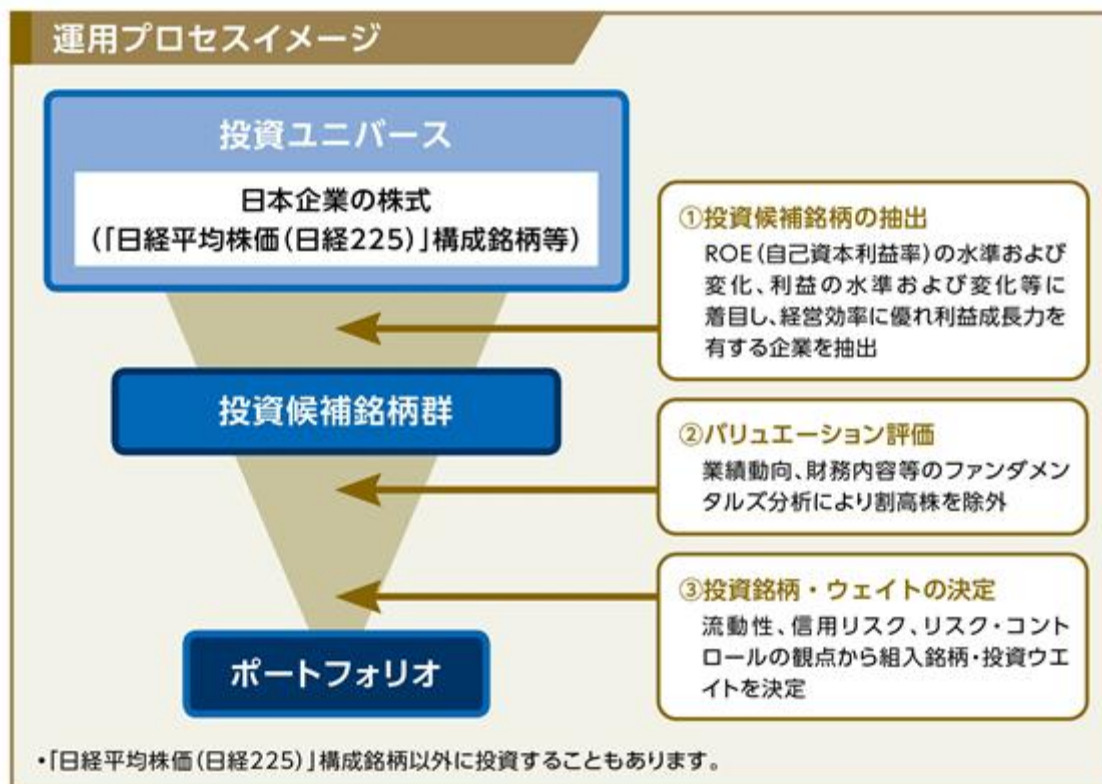 運用プロセスイメージ
投資ユニバース
日本企業の株式
(「日経平均株価(日経225)」構成銘柄等)
①投資候補銘柄の抽出
ROE(自己資本利益率)の水準および
変化、利益の水準および変化等に
着目し、経営効率に優れ利益成長力を
有する企業を抽出
投資候補銘柄群
②バリュエーション評価
業績動向、財務内容等のファンダメン
タルズ分析により割高株を除外
③投資銘柄・ウェイトの決定
流動性、信用リスク、リスク・コント
ロールの観点から組入銘柄・投資ウエ
イトを決定
ポートフォリオ
・「日経平均株価(日経225)」構成銘柄以外に投資することもあります。